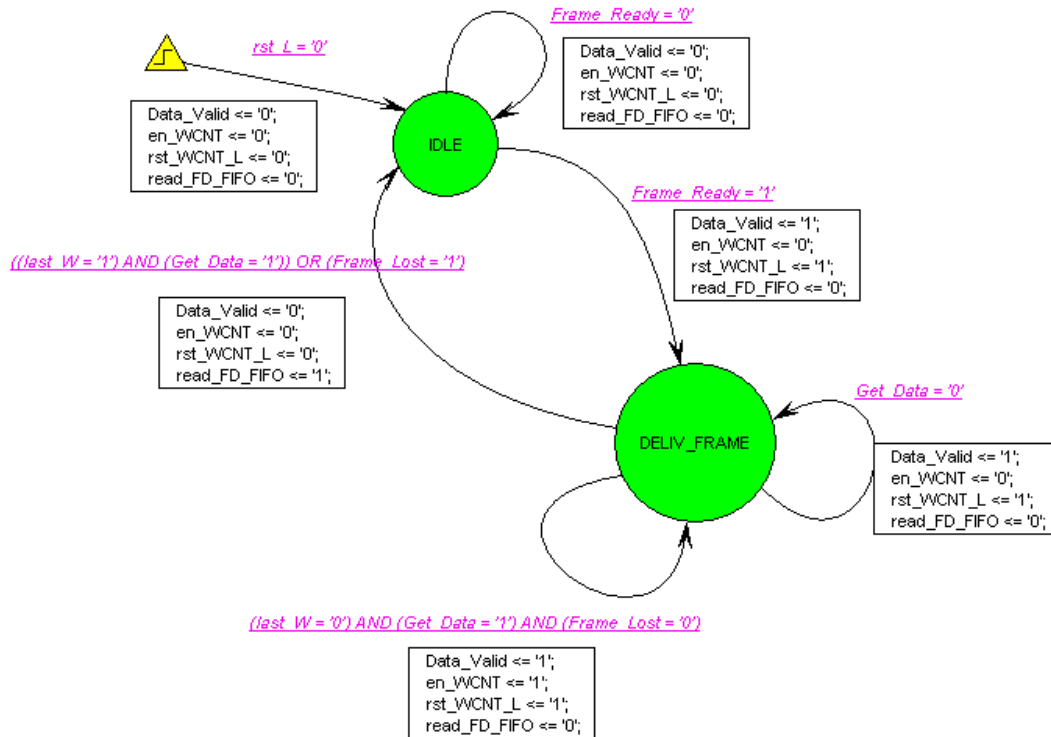 Frame_Ready = '0'
rst_L = '0'
Data_Valid <= '0';
en_WCNT <= '0';
rst_WCNT_L <= '0';
read_FD_FIFO <= '0';
Data_Valid <= '0';
en_WCNT <= '0';
rst_WCNT_L <= '0';
read_FD_FIFO <= '0';
IDLE
Frame_Ready = '1'
Data_Valid <= '1';
en_WCNT <= '0';
rst_WCNT_L <= '1';
read_FD_FIFO <= '0';
((last_W = '1') AND (Get_Data = '1')) OR (Frame_Lost = '1')
Data_Valid <= '0';
en_WCNT <= '0';
rst_WCNT_L <= '0';
read_FD_FIFO <= '1';
Get_Data = '0'
DELIV_FRAME
Data_Valid <= '1';
en_WCNT <= '0';
rst_WCNT_L <= '1';
read_FD_FIFO <= '0';
(last_W = '0') AND (Get_Data = '1') AND (Frame_Lost = '0')
Data_Valid <= '1';
en_WCNT <= '1';
rst_WCNT_L <= '1';
read_FD_FIFO <= '0';